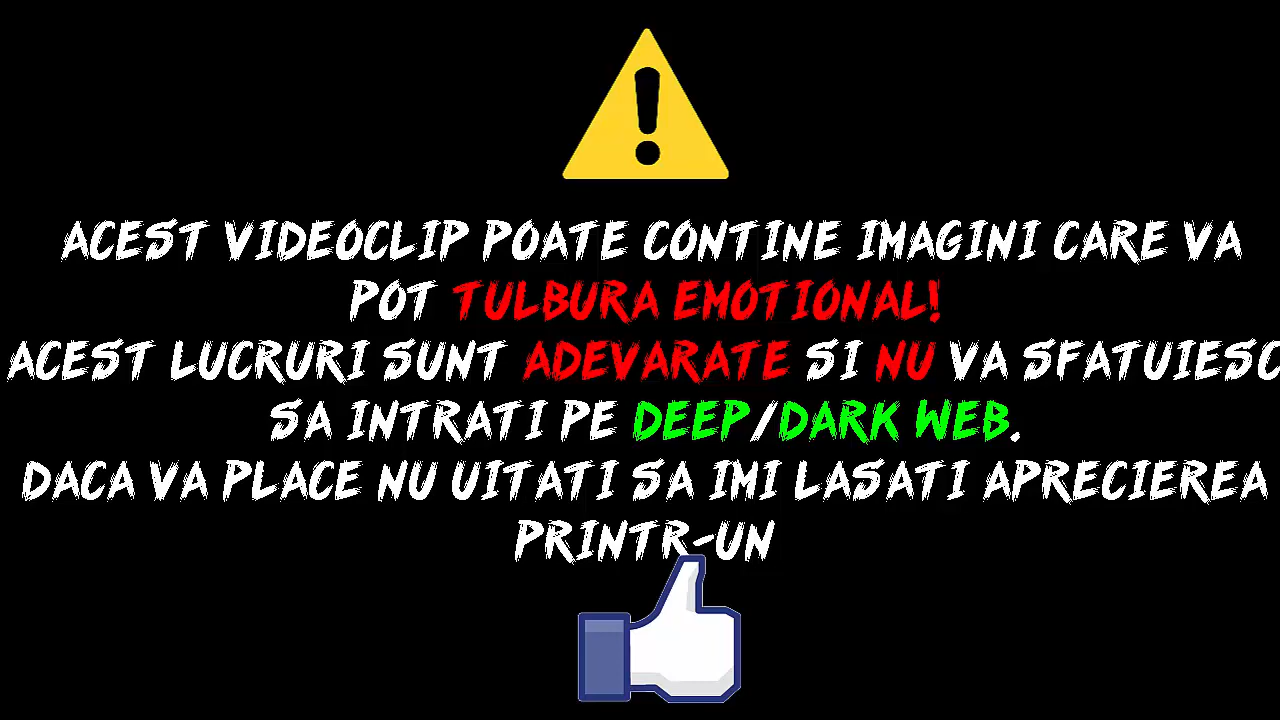 ACEST VIDEOCLIP POATE CONTINE IMAGINI CARE VA
POT TULBURA EMOTIONAL!
ACEST LUCRURI SUNT ADEVARATE SI NU VA SFATUIESC
SA INTRATI PE DEEP/DARK WEB.
DACA VA PLACE NU UITATI SA IMI LASATI APRECIEREA
PRINTR-UN